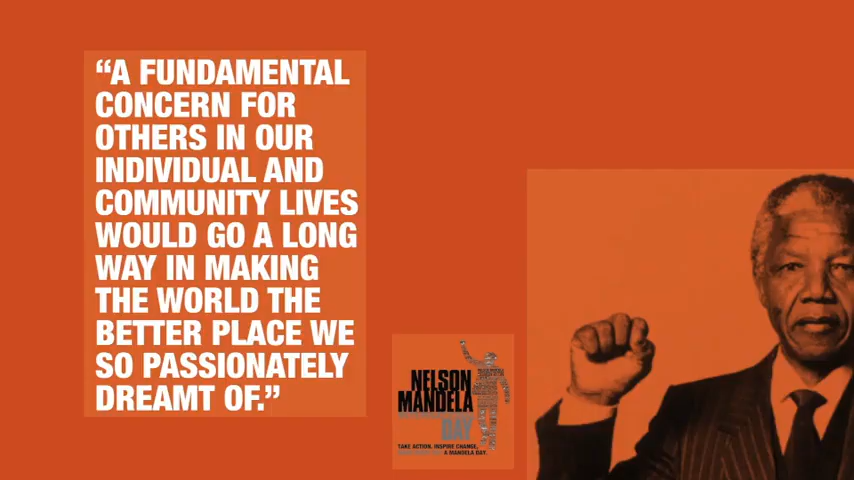 “A FUNDAMENTAL
CONCERN FOR
OTHERS IN OUR
INDIVIDUAL AND
COMMUNITY LIVES
WOULD GO A LONG
WAY IN MAKING
THE WORLD THE
BETTER PLACE WE
SO PASSIONATELY
DREAMT OF.”
NELSON
MANDELA
DAY
TAKE ACTION. INSPIRE CHANGE.
A MANDELA DAY.